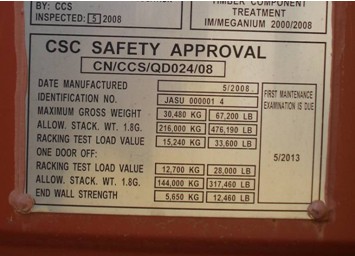 BY: CCS
INSPECTED: 5 2008
TIMBER COMPONENT
TREATMENT
IM/MEGANIUM 2000/2008
CSC SAFETY APPROVAL
CN/CCS/QD024/08
DATE MANUFACTURED 5/2008.
IDENTIFICATION NO. JASU 000001 4
MAXIMUM GROSS WEIGHT 30,480 KG 67,200 LB
ALLOW. STACK. WT. 1.8G. 216,000 KG 476,190 LB
RACKING TEST LOAD VALUE 15,240 KG 33,600 LB
ONE DOOR OFF:
RACKING TEST LOAD VALUE 12,700 KG 28,000 LB
ALLOW. STACK. WT. 1.8G. 144,000 KG 317,460 LB
END WALL STRENGTH 5,650 KG 12,460 LB
FIRST MAINTENANCE
EXAMINATION IS DUE
5/2013